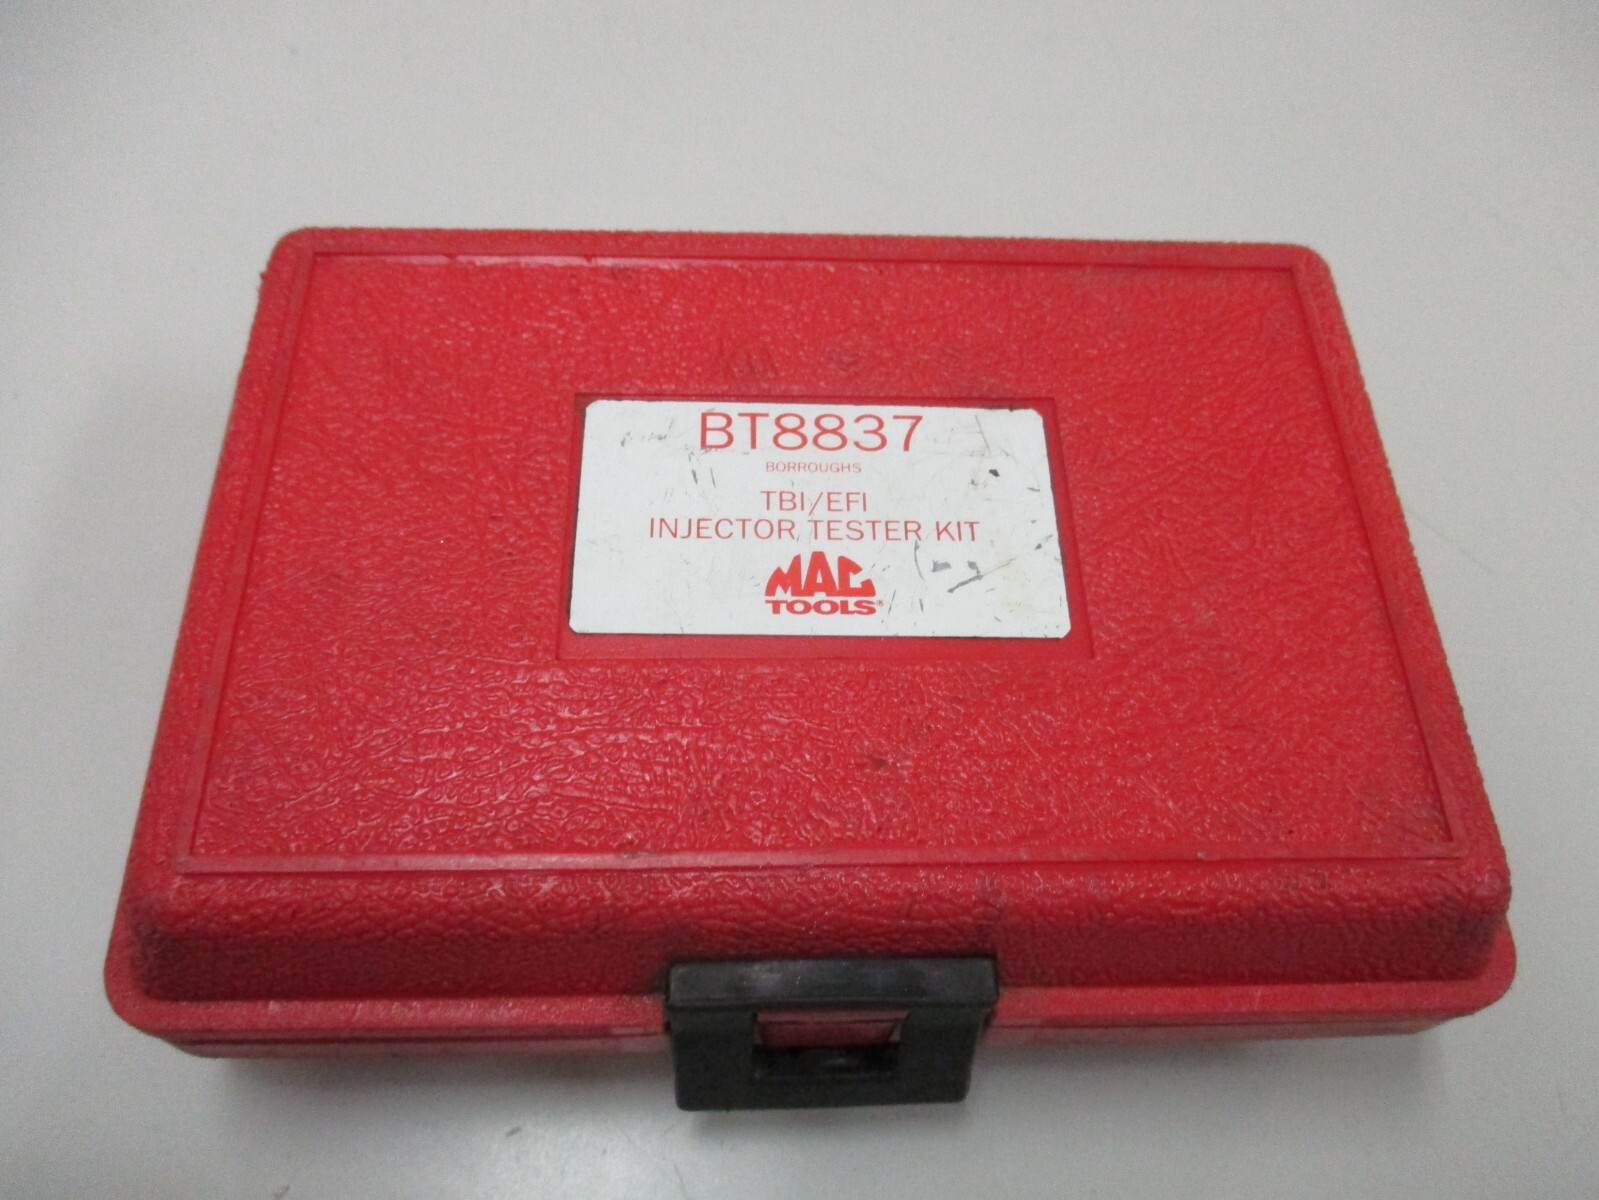 BT8837
BORROUGHS
TBI/EFI
INJECTOR TESTER KIT
MAC
TOOLS®